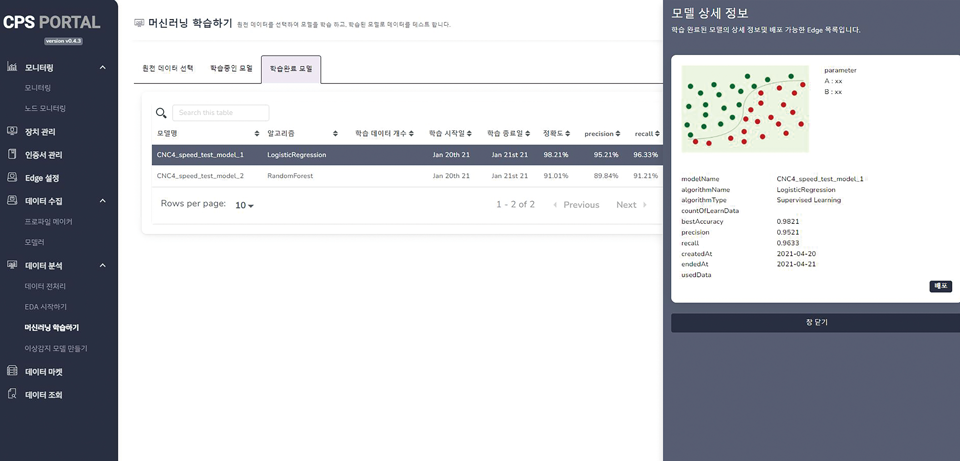 CPS PORTAL
version v0.4.3
모니터링
모니터링
노드 모니터링
장치 관리
인증서 관리
Edge 설정
데이터 수집
프로파일 메이커
모델러
데이터 분석
데이터 전처리
EDA 시작하기
머신러닝 학습하기
이상감지 모델 만들기
데이터 마켓
데이터 조회
머신러닝 학습하기 원천 데이터를 선택하여 모델을 학습 하고, 학습된 모델로 데이터를 테스트 합니다.
원천 데이터 선택 학습중인 모델 학습완료 모델
Search this table
모델명 알고리즘 학습 데이터 개수 학습 시작일 학습 종료일 정확도 precision recall
CNC4_speed_test_model_1 LogisticRegression Jan 20th 21 Jan 21st 21 98.21% 95.21% 96.33%
CNC4_speed_test_model_2 RandomForest Jan 20th 21 Jan 21st 21 91.01% 89.84% 91.21%
Rows per page: 10 1 - 2 of 2 Previous Next
모델 상세 정보
학습 완료된 모델의 상세 정보및 배포 가능한 Edge 목록입니다.
parameter
A : xx
B : xx
modelName CNC4_speed_test_model_1
algorithmName LogisticRegression
algorithmType Supervised Learning
countOfLearnData
bestAccuracy 0.9821
precision 0.9521
recall 0.9633
createdAt 2021-04-20
endedAt 2021-04-21
usedData
배포
창 닫기